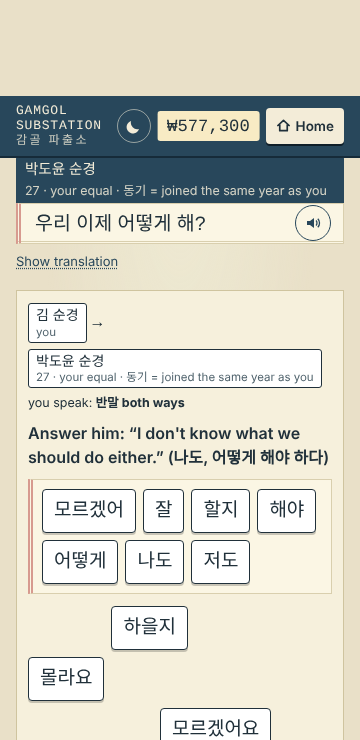 GAMGOL
SUBSTATION
감골 파출소
₩577,300
Home
박도윤 순경
27 · your equal · 동기 = joined the same year as you
우리 이제 어떻게 해?
Show translation
김 순경
you
→
박도윤 순경
27 · your equal · 동기 = joined the same year as you
you speak: 반말 both ways
Answer him: “I don't know what we
should do either.” (나도, 어떻게 해야 하다)
모르겠어 잘 할지 해야
어떻게 나도 저도
하을지
몰라요
모르겠어요